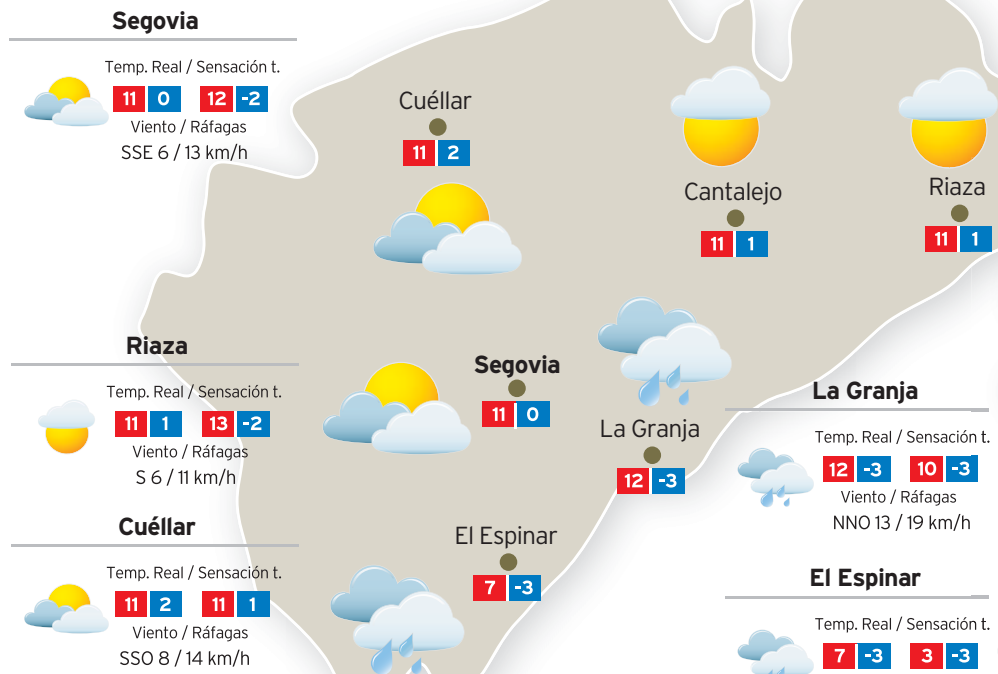 Segovia
Temp. Real / Sensación t.
11 0 12 -2
Viento / Ráfagas
SSE 6 / 13 km/h
Cuéllar
11 2
Cantalejo
11 1
Riaza
11 1
Riaza
Temp. Real / Sensación t.
11 1 13 -2
Viento / Ráfagas
S 6 / 11 km/h
Segovia
11 0
La Granja
12 -3
La Granja
Temp. Real / Sensación t.
12 -3 10 -3
Viento / Ráfagas
NNO 13 / 19 km/h
Cuéllar
Temp. Real / Sensación t.
11 2 11 1
Viento / Ráfagas
SSO 8 / 14 km/h
El Espinar
7 -3
El Espinar
Temp. Real / Sensación t.
7 -3 3 -3